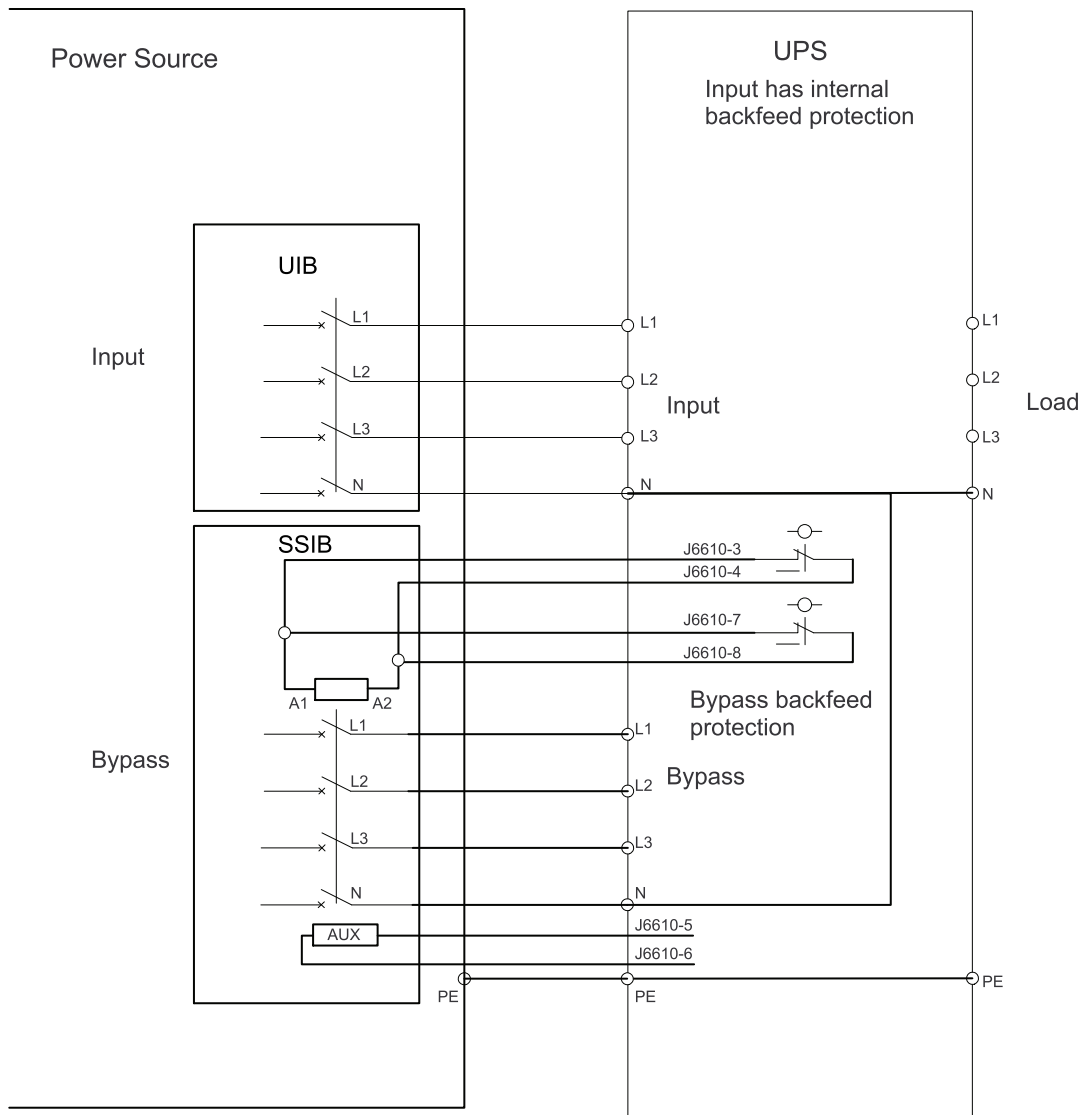 Power Source
UPS
Input has internal
backfeed protection
UIB
Input
L1
L2
L3
N
L1
L2
L3
N
Input
L1
L2
L3
N
Load
SSIB
J6610-3
J6610-4
J6610-7
J6610-8
A1
A2
Bypass backfeed
protection
Bypass
L1
L2
L3
N
L1
L2
L3
N
Bypass
AUX
J6610-5
J6610-6
PE
PE
PE